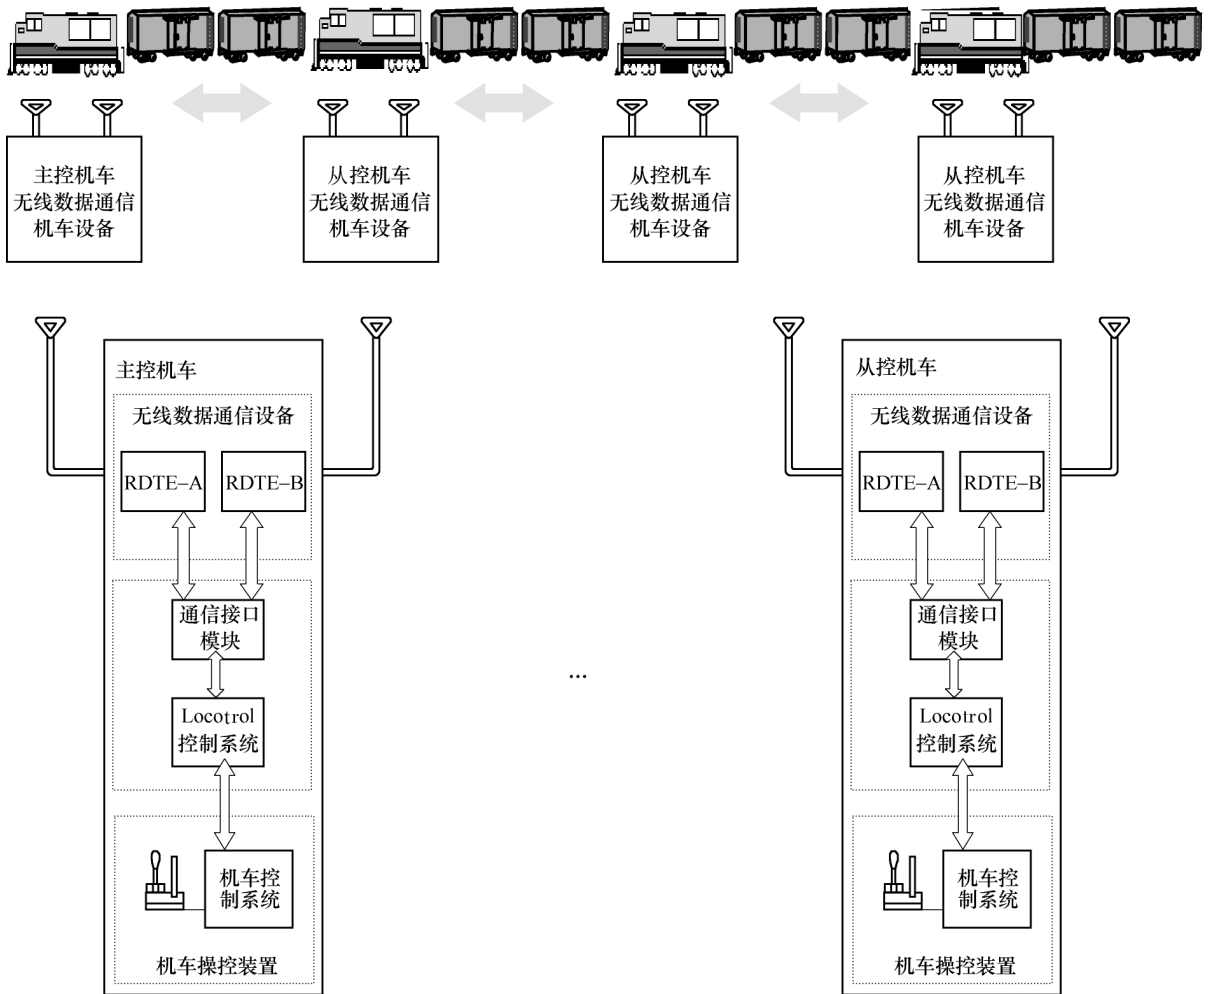 主控机车
无线数据通信
机车设备
从控机车
无线数据通信
机车设备
从控机车
无线数据通信
机车设备
从控机车
无线数据通信
机车设备
主控机车
无线数据通信设备
RDTE-A
RDTE-B
通信接口
模块
Locotrol
控制系统
机车控
制系统
机车操控装置
...
从控机车
无线数据通信设备
RDTE-A
RDTE-B
通信接口
模块
Locotrol
控制系统
机车控
制系统
机车操控装置